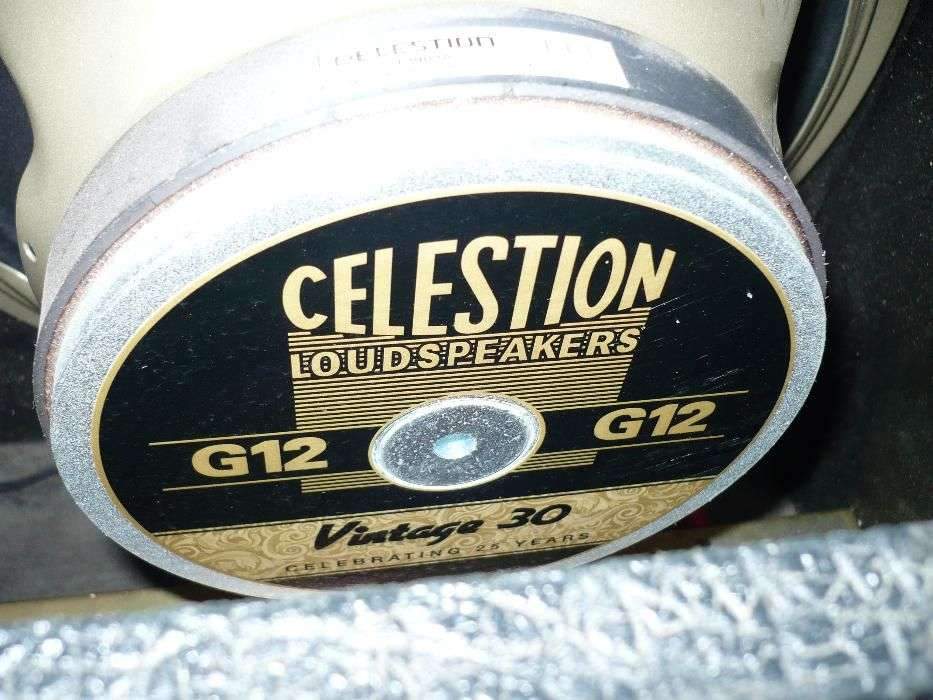 CELESTION
CELESTION
LOUDSPEAKERS
G12 G12
Vintage 30
CELEBRATING 25 YEARS